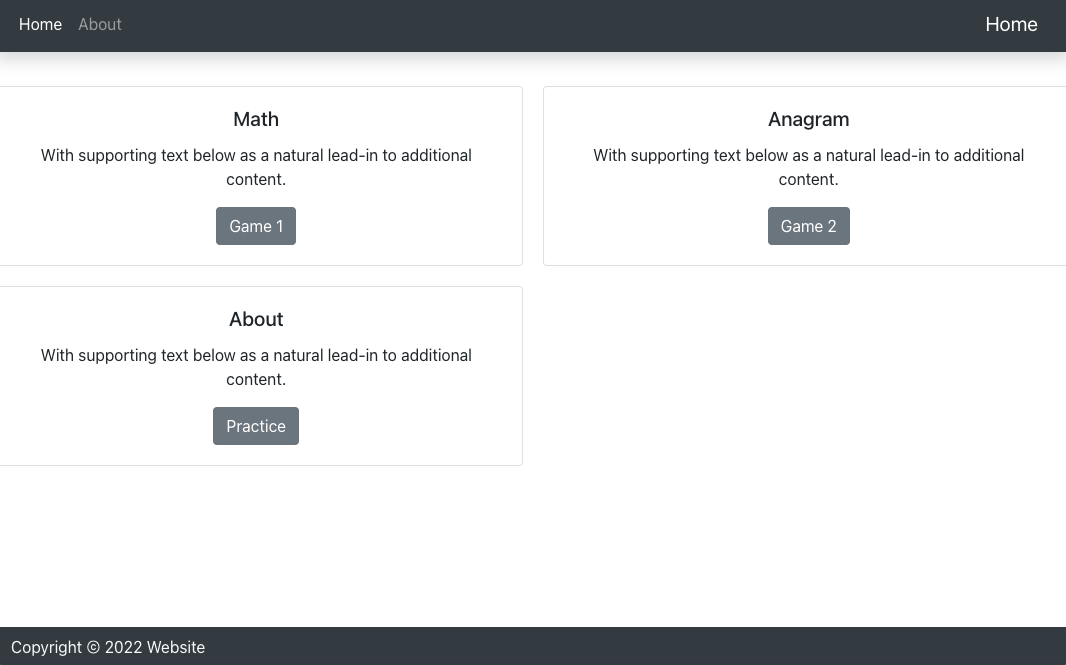 Home About Home
Math
With supporting text below as a natural lead-in to additional
content.
Game 1
Anagram
With supporting text below as a natural lead-in to additional
content.
Game 2
About
With supporting text below as a natural lead-in to additional
content.
Practice
Copyright © 2022 Website